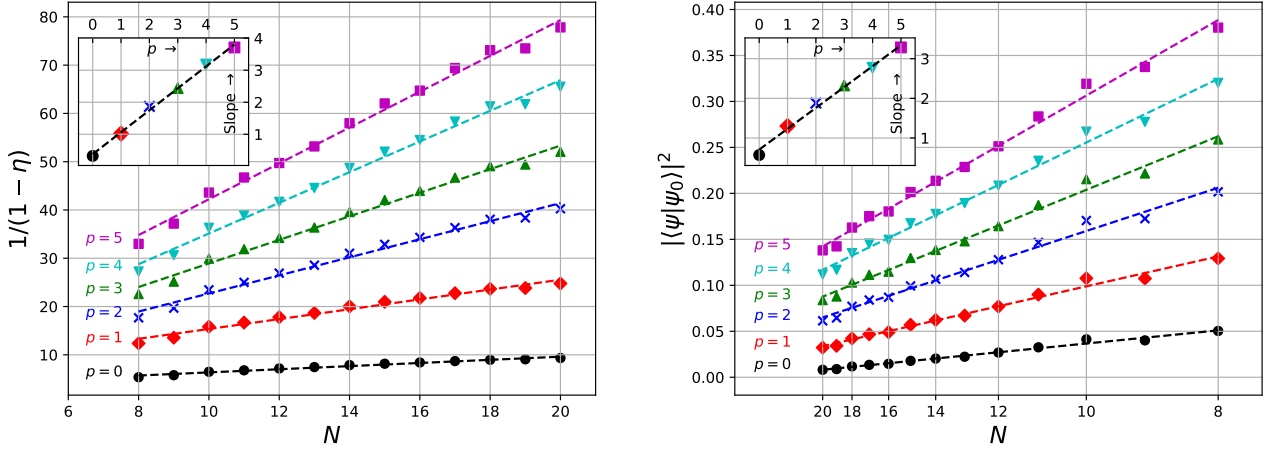 1/(1 − η)
80
70
60
50
40
30
20
10
0 1 2 3 4 5
p →
4
3
2
1
Slope →
p = 5
p = 4
p = 3
p = 2
p = 1
p = 0
6 8 10 12 14 16 18 20
N
|⟨ψ|ψ₀⟩|²
0.40
0.35
0.30
0.25
0.20
0.15
0.10
0.05
0.00
0 1 2 3 4 5
p →
3
2
1
Slope →
p = 5
p = 4
p = 3
p = 2
p = 1
p = 0
20 18 16 14 12 10 8
N